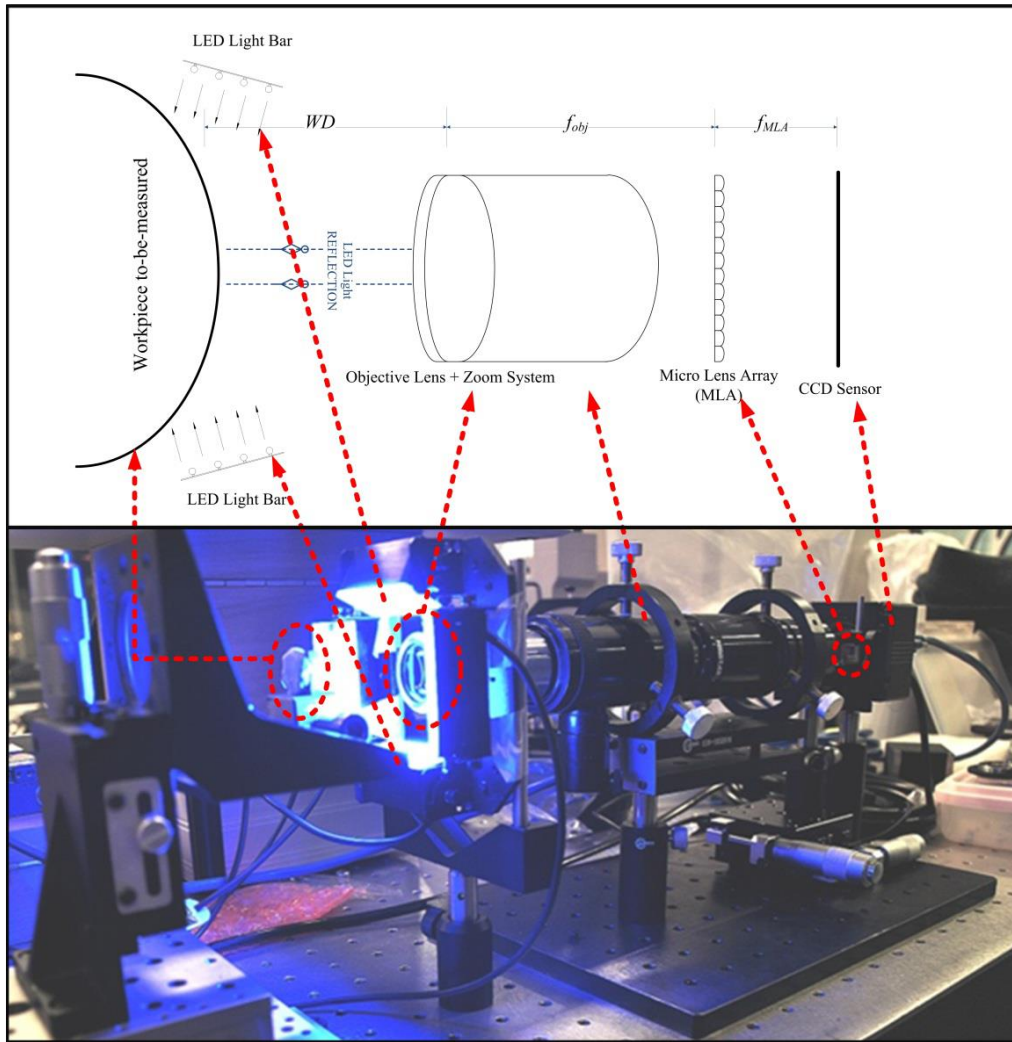 LED Light Bar
WD
f_obj
f_MLA
Workpiece to-be-measured
LED Light
REFLECTION
Objective Lens + Zoom System
Micro Lens Array
(MLA)
CCD Sensor
LED Light Bar